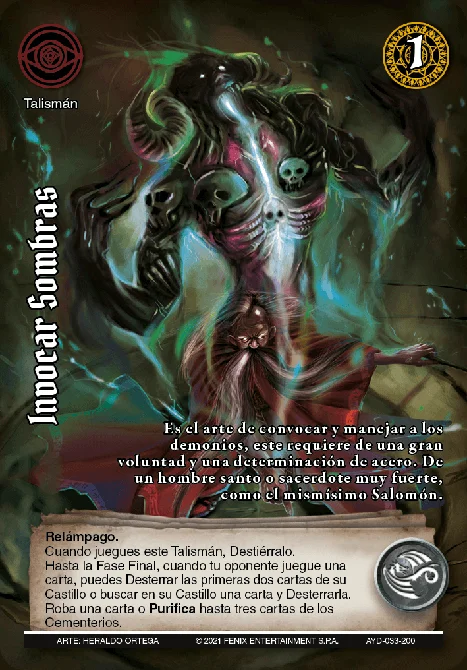 1
Talismán
Invocar Sombras
Es el arte de convocar y manejar a los
demonios, este requiere de una gran
voluntad y una determinación de acero. De
un hombre santo o sacerdote muy fuerte,
como el mismísimo Salomón.
Relámpago.
Cuando juegues este Talismán, Destiérralo.
Hasta la Fase Final, cuando tu oponente juegue una
carta, puedes Desterrar las primeras dos cartas de su
Castillo o buscar en su Castillo una carta y Desterrarla.
Roba una carta o Purifica hasta tres cartas de los
Cementerios.
ARTE: HERALDO ORTEGA © 2021 FENIX ENTERTAINMENT S.P.A. AYD-033-200